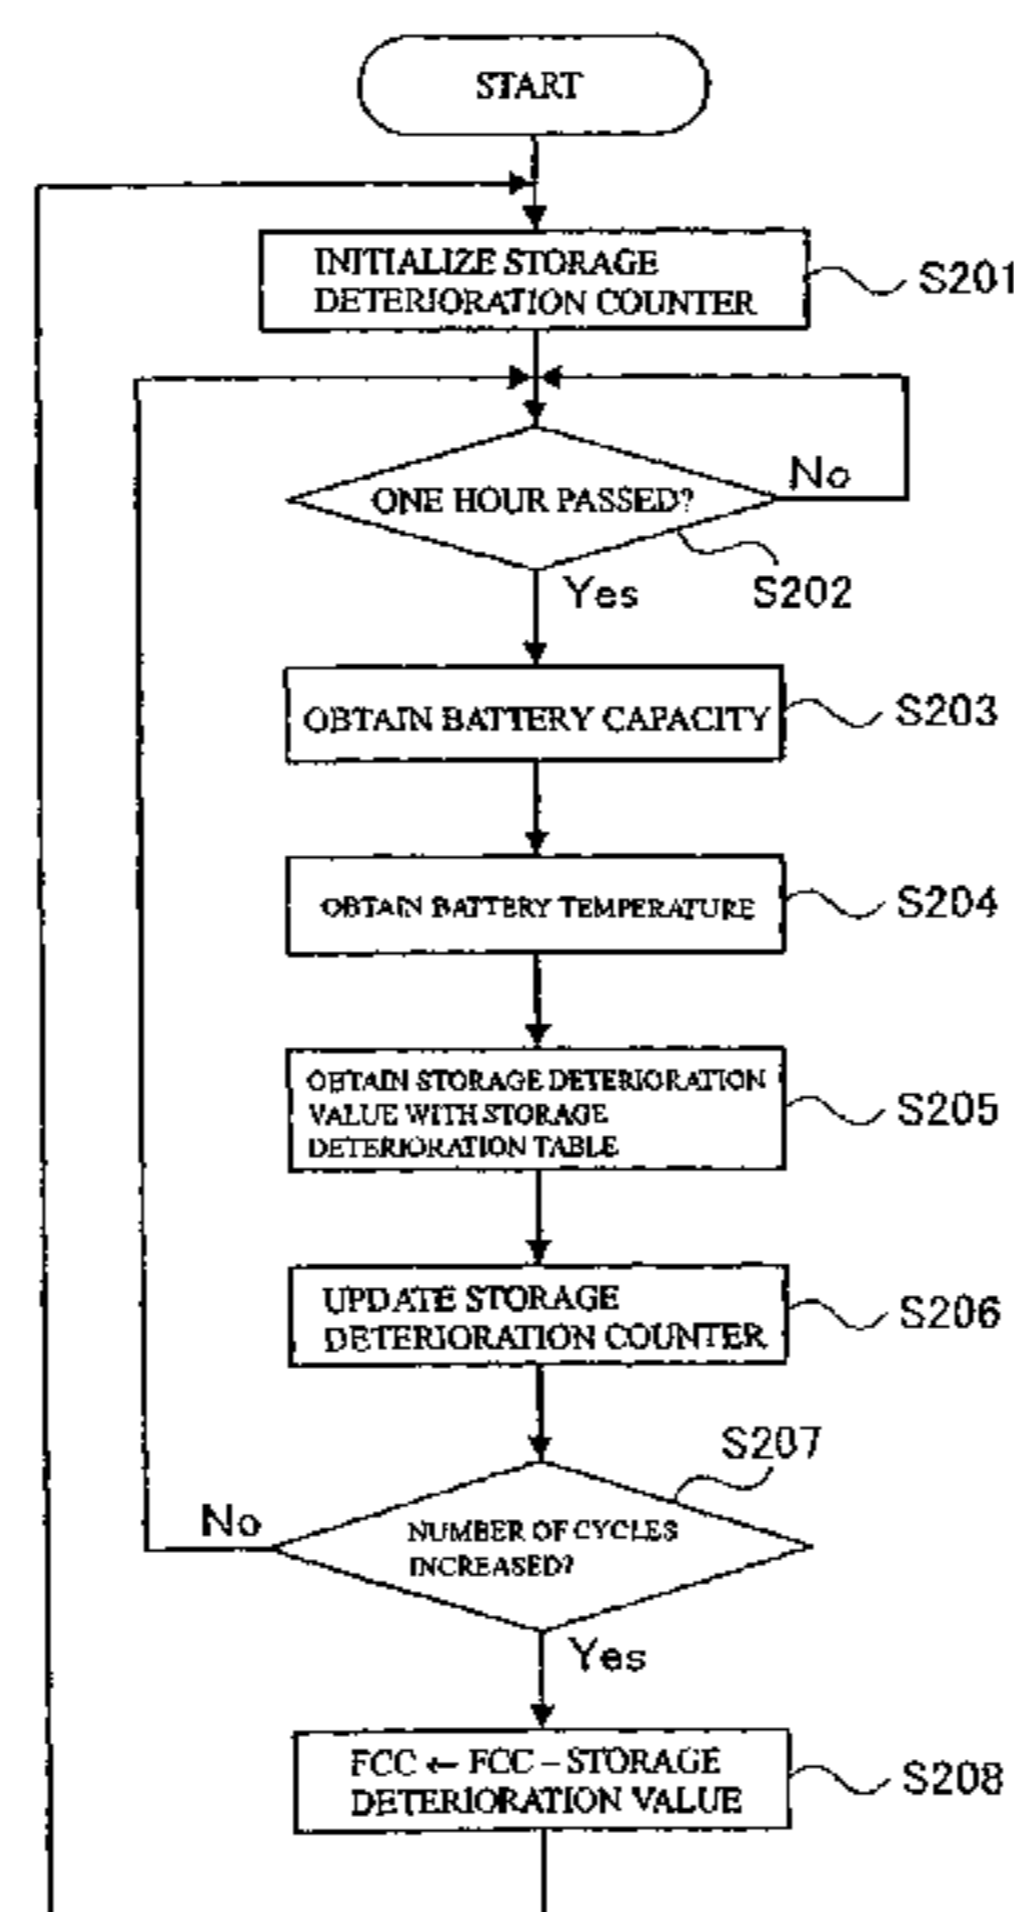 START
INITIALIZE STORAGE
DETERIORATION COUNTER
S201
No
ONE HOUR PASSED?
Yes
S202
OBTAIN BATTERY CAPACITY
S203
OBTAIN BATTERY TEMPERATURE
S204
OBTAIN STORAGE DETERIORATION
VALUE WITH STORAGE
DETERIORATION TABLE
S205
UPDATE STORAGE
DETERIORATION COUNTER
S206
S207
No
NUMBER OF CYCLES
INCREASED?
Yes
FCC ← FCC – STORAGE
DETERIORATION VALUE
S208